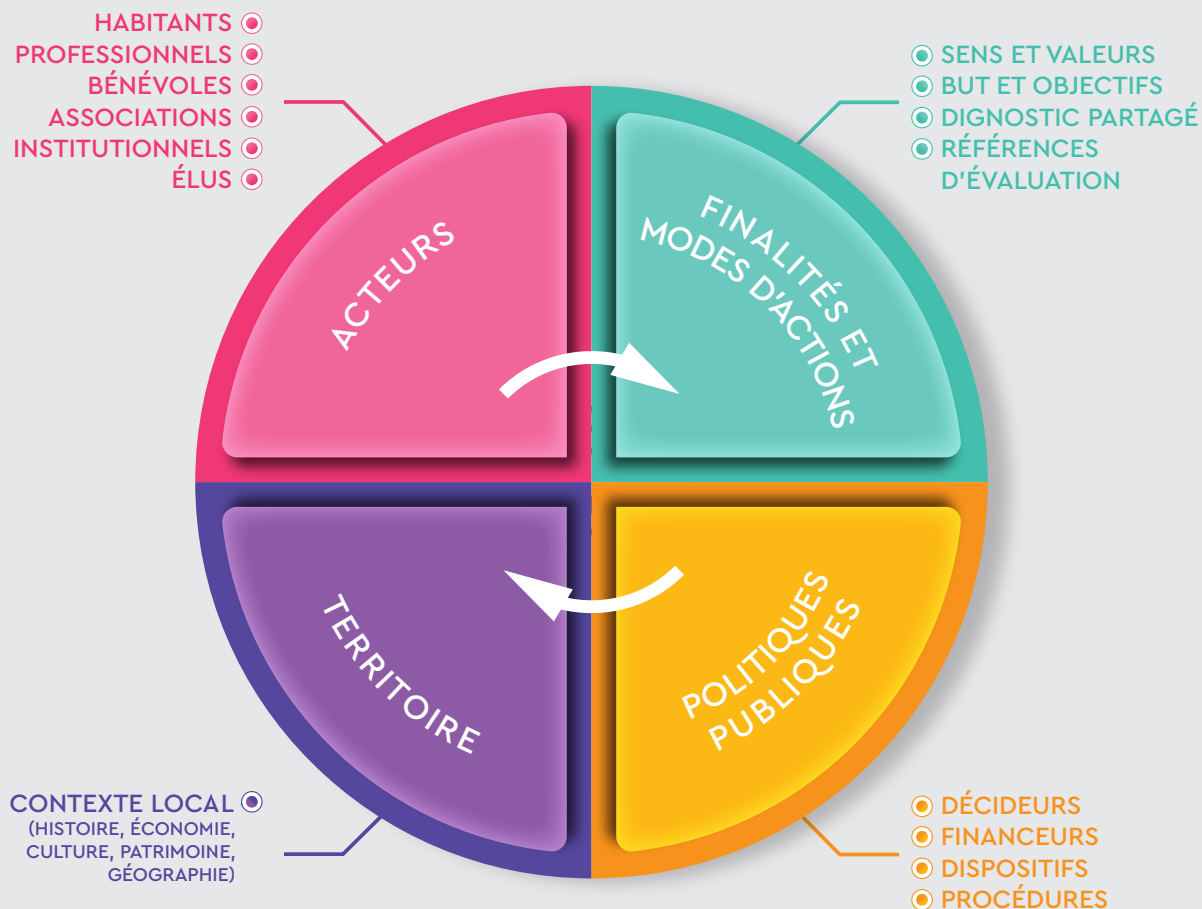 HABITANTS
PROFESSIONNELS
BÉNÉVOLES
ASSOCIATIONS
INSTITUTIONNELS
ÉLUS
SENS ET VALEURS
BUT ET OBJECTIFS
DIGNOSTIC PARTAGÉ
RÉFÉRENCES
D'ÉVALUATION
ACTEURS
FINALITÉS ET
MODES D'ACTIONS
TERRITOIRE
POLITIQUES
PUBLIQUES
CONTEXTE LOCAL
(HISTOIRE, ÉCONOMIE,
CULTURE, PATRIMOINE,
GÉOGRAPHIE)
DÉCIDEURS
FINANCEURS
DISPOSITIFS
PROCÉDURES